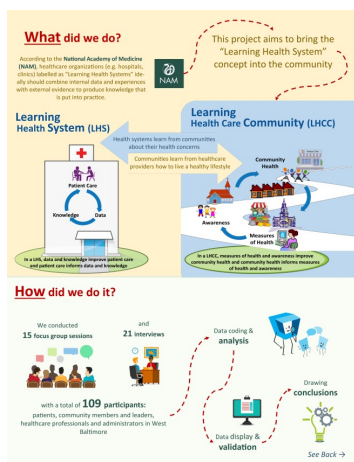 What did we do?
According to the National Academy of Medicine
(NAM), healthcare organizations (e.g. hospitals,
clinics) labelled as "Learning Health Systems" ide-
ally should combine internal data and experiences
with external evidence to produce knowledge that
is put into practice.
NAM
This project aims to bring the
"Learning Health System"
concept into the community
Learning
Health System (LHS)
Learning
Health Care Community (LHCC)
Health systems learn from communities
about their health concerns
Communities learn from healthcare
providers how to live a healthy lifestyle
Patient Care
Knowledge
Data
In a LHS, data and knowledge improve patient care
and patient care informs data and knowledge
Community
Health
Awareness
Measures
of Health
In a LHCC, measures of health and awareness improve
community health and community health informs measures
of health and awareness
How did we do it?
We conducted
15 focus group sessions
and
21 interviews
with a total of 109 participants:
patients, community members and leaders,
healthcare professionals and administrators in West
Baltimore
Data coding &
analysis
Data display &
validation
Drawing
conclusions
See Back →